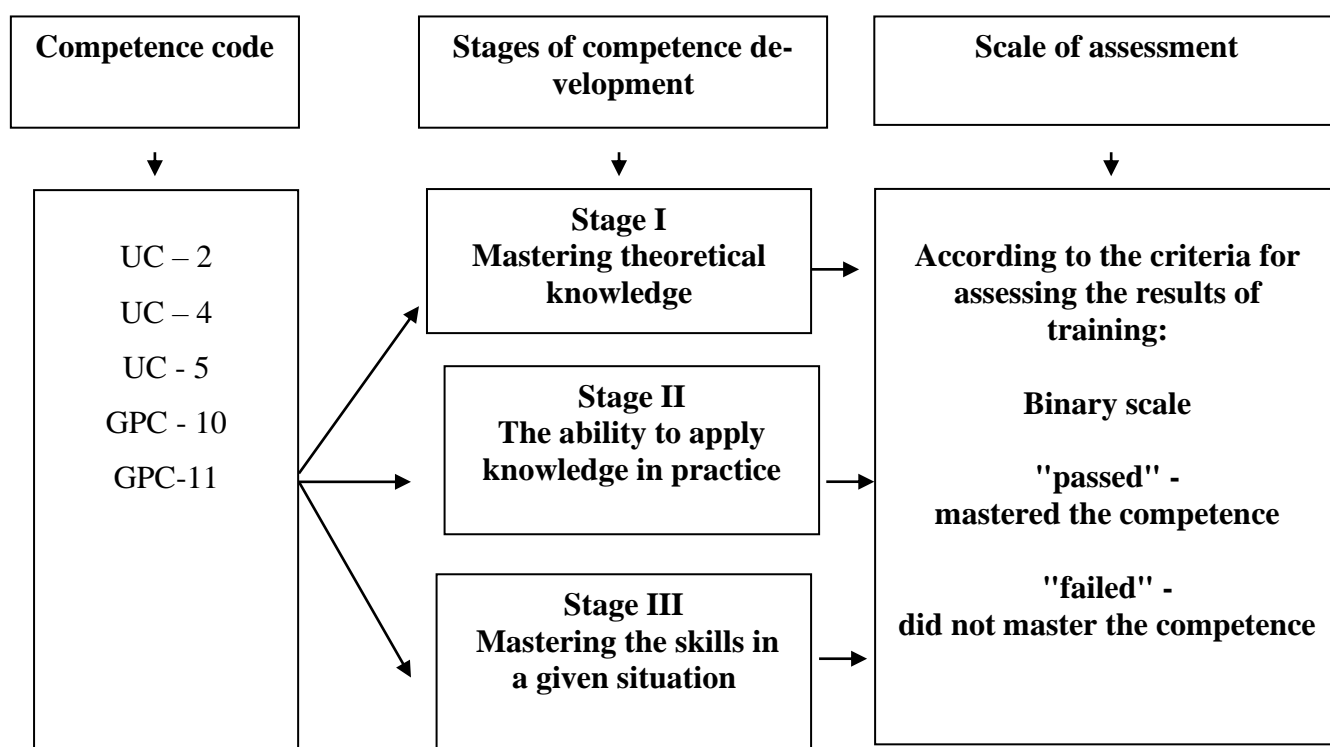 Competence code
Stages of competence de-
velopment
Scale of assessment
UC – 2
UC – 4
UC - 5
GPC - 10
GPC-11
Stage I
Mastering theoretical
knowledge
Stage II
The ability to apply
knowledge in practice
Stage III
Mastering the skills in
a given situation
According to the criteria for
assessing the results of
training:
Binary scale
"passed" -
mastered the competence
"failed" -
did not master the competence